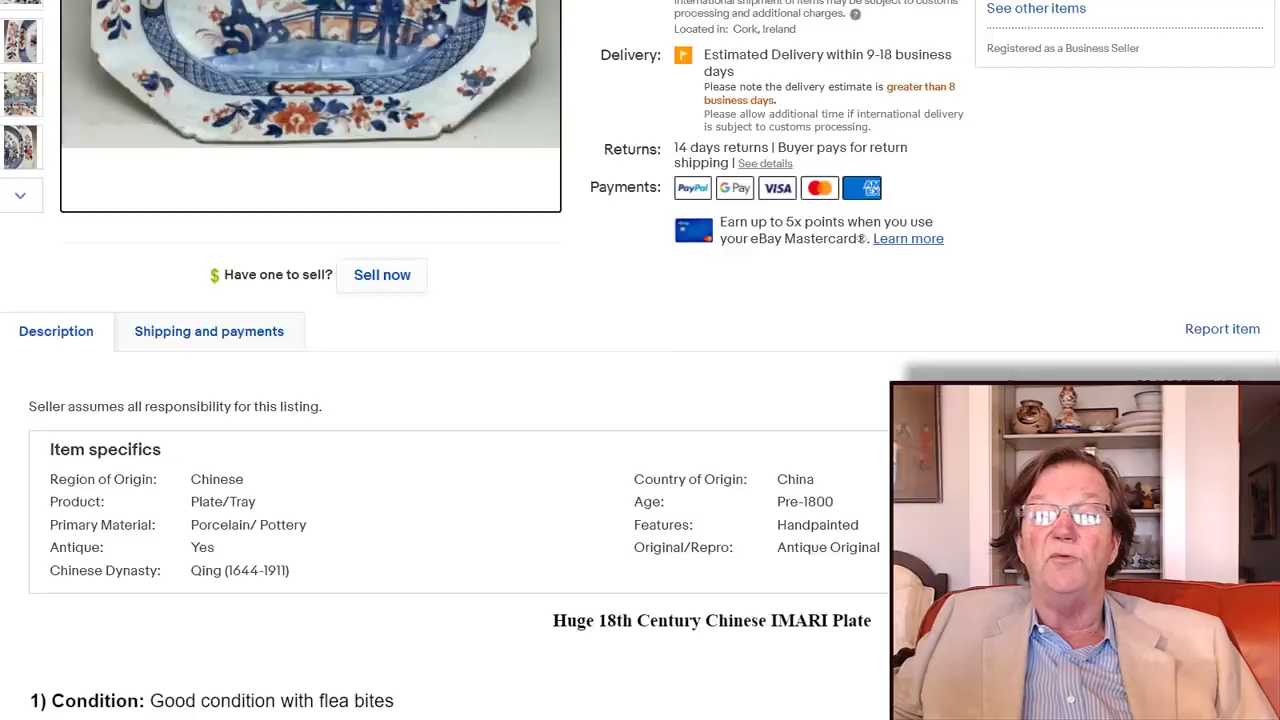 International shipment of items may be subject to customs
processing and additional charges.
Located in: Cork, Ireland
See other items
Registered as a Business Seller
Delivery: Estimated Delivery within 9-18 business
days
Please note the delivery estimate is greater than 8
business days.
Please allow additional time if international delivery
is subject to customs processing.
Returns: 14 days returns | Buyer pays for return
shipping | See details
Payments: PayPal G Pay VISA AM EX
Earn up to 5x points when you use
your eBay Mastercard®. Learn more
Have one to sell? Sell now
Description Shipping and payments
Report item
Seller assumes all responsibility for this listing.
Item specifics
Region of Origin: Chinese Country of Origin: China
Product: Plate/Tray Age: Pre-1800
Primary Material: Porcelain/ Pottery Features: Handpainted
Antique: Yes Original/Repro: Antique Original
Chinese Dynasty: Qing (1644-1911)
Huge 18th Century Chinese IMARI Plate
1) Condition: Good condition with flea bites